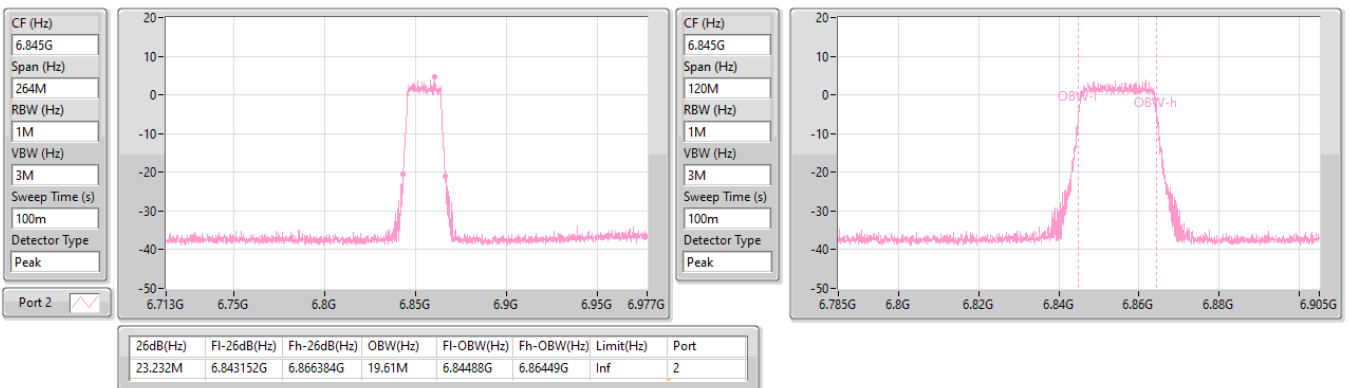 CF (Hz)
6.845G
Span (Hz)
264M
RBW (Hz)
1M
VBW (Hz)
3M
Sweep Time (s)
100m
Detector Type
Peak
Port 2
20
10
0
-10
-20
-30
-40
-50
6.713G 6.75G 6.8G 6.85G 6.9G 6.95G 6.977G
CF (Hz)
6.845G
Span (Hz)
120M
RBW (Hz)
1M
VBW (Hz)
3M
Sweep Time (s)
100m
Detector Type
Peak
20
10
0
-10
-20
-30
-40
-50
OBW-l OBW-h
6.785G 6.8G 6.82G 6.84G 6.86G 6.88G 6.905G
26dB(Hz) Fl-26dB(Hz) Fh-26dB(Hz) OBW(Hz) Fl-OBW(Hz) Fh-OBW(Hz) Limit(Hz) Port
23.232M 6.843152G 6.866384G 19.61M 6.84488G 6.86449G Inf 2